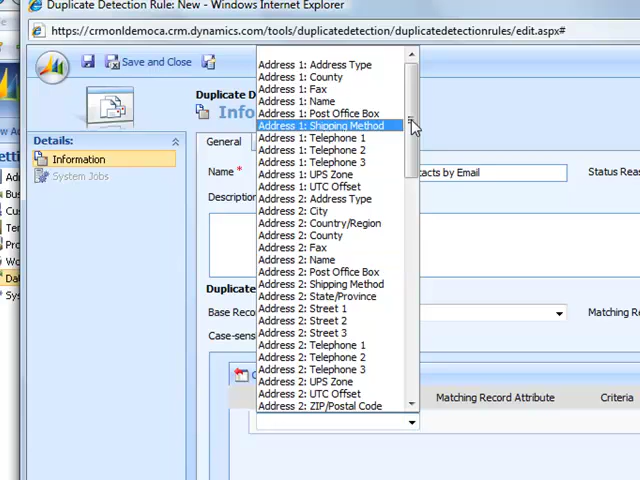 Duplicate Detection Rule: New - Windows Internet Explorer
https://crmonldemoca.crm.dynamics.com/tools/duplicatedetection/duplicatedetectionrules/edit.aspx#
Save and Close
Details:
Information
System Jobs
Duplicate D
Info
General
Name *
tacts by Email
Status Reas
Description
Duplicate
Base Reco
Matching R
Case-sens
Matching Record Attribute
Criteria
Address 1: Address Type
Address 1: County
Address 1: Fax
Address 1: Name
Address 1: Post Office Box
Address 1: Shipping Method
Address 1: Telephone 1
Address 1: Telephone 2
Address 1: Telephone 3
Address 1: UPS Zone
Address 1: UTC Offset
Address 2: Address Type
Address 2: City
Address 2: Country/Region
Address 2: County
Address 2: Fax
Address 2: Name
Address 2: Post Office Box
Address 2: Shipping Method
Address 2: State/Province
Address 2: Street 1
Address 2: Street 2
Address 2: Street 3
Address 2: Telephone 1
Address 2: Telephone 2
Address 2: Telephone 3
Address 2: UPS Zone
Address 2: UTC Offset
Address 2: ZIP/Postal Code